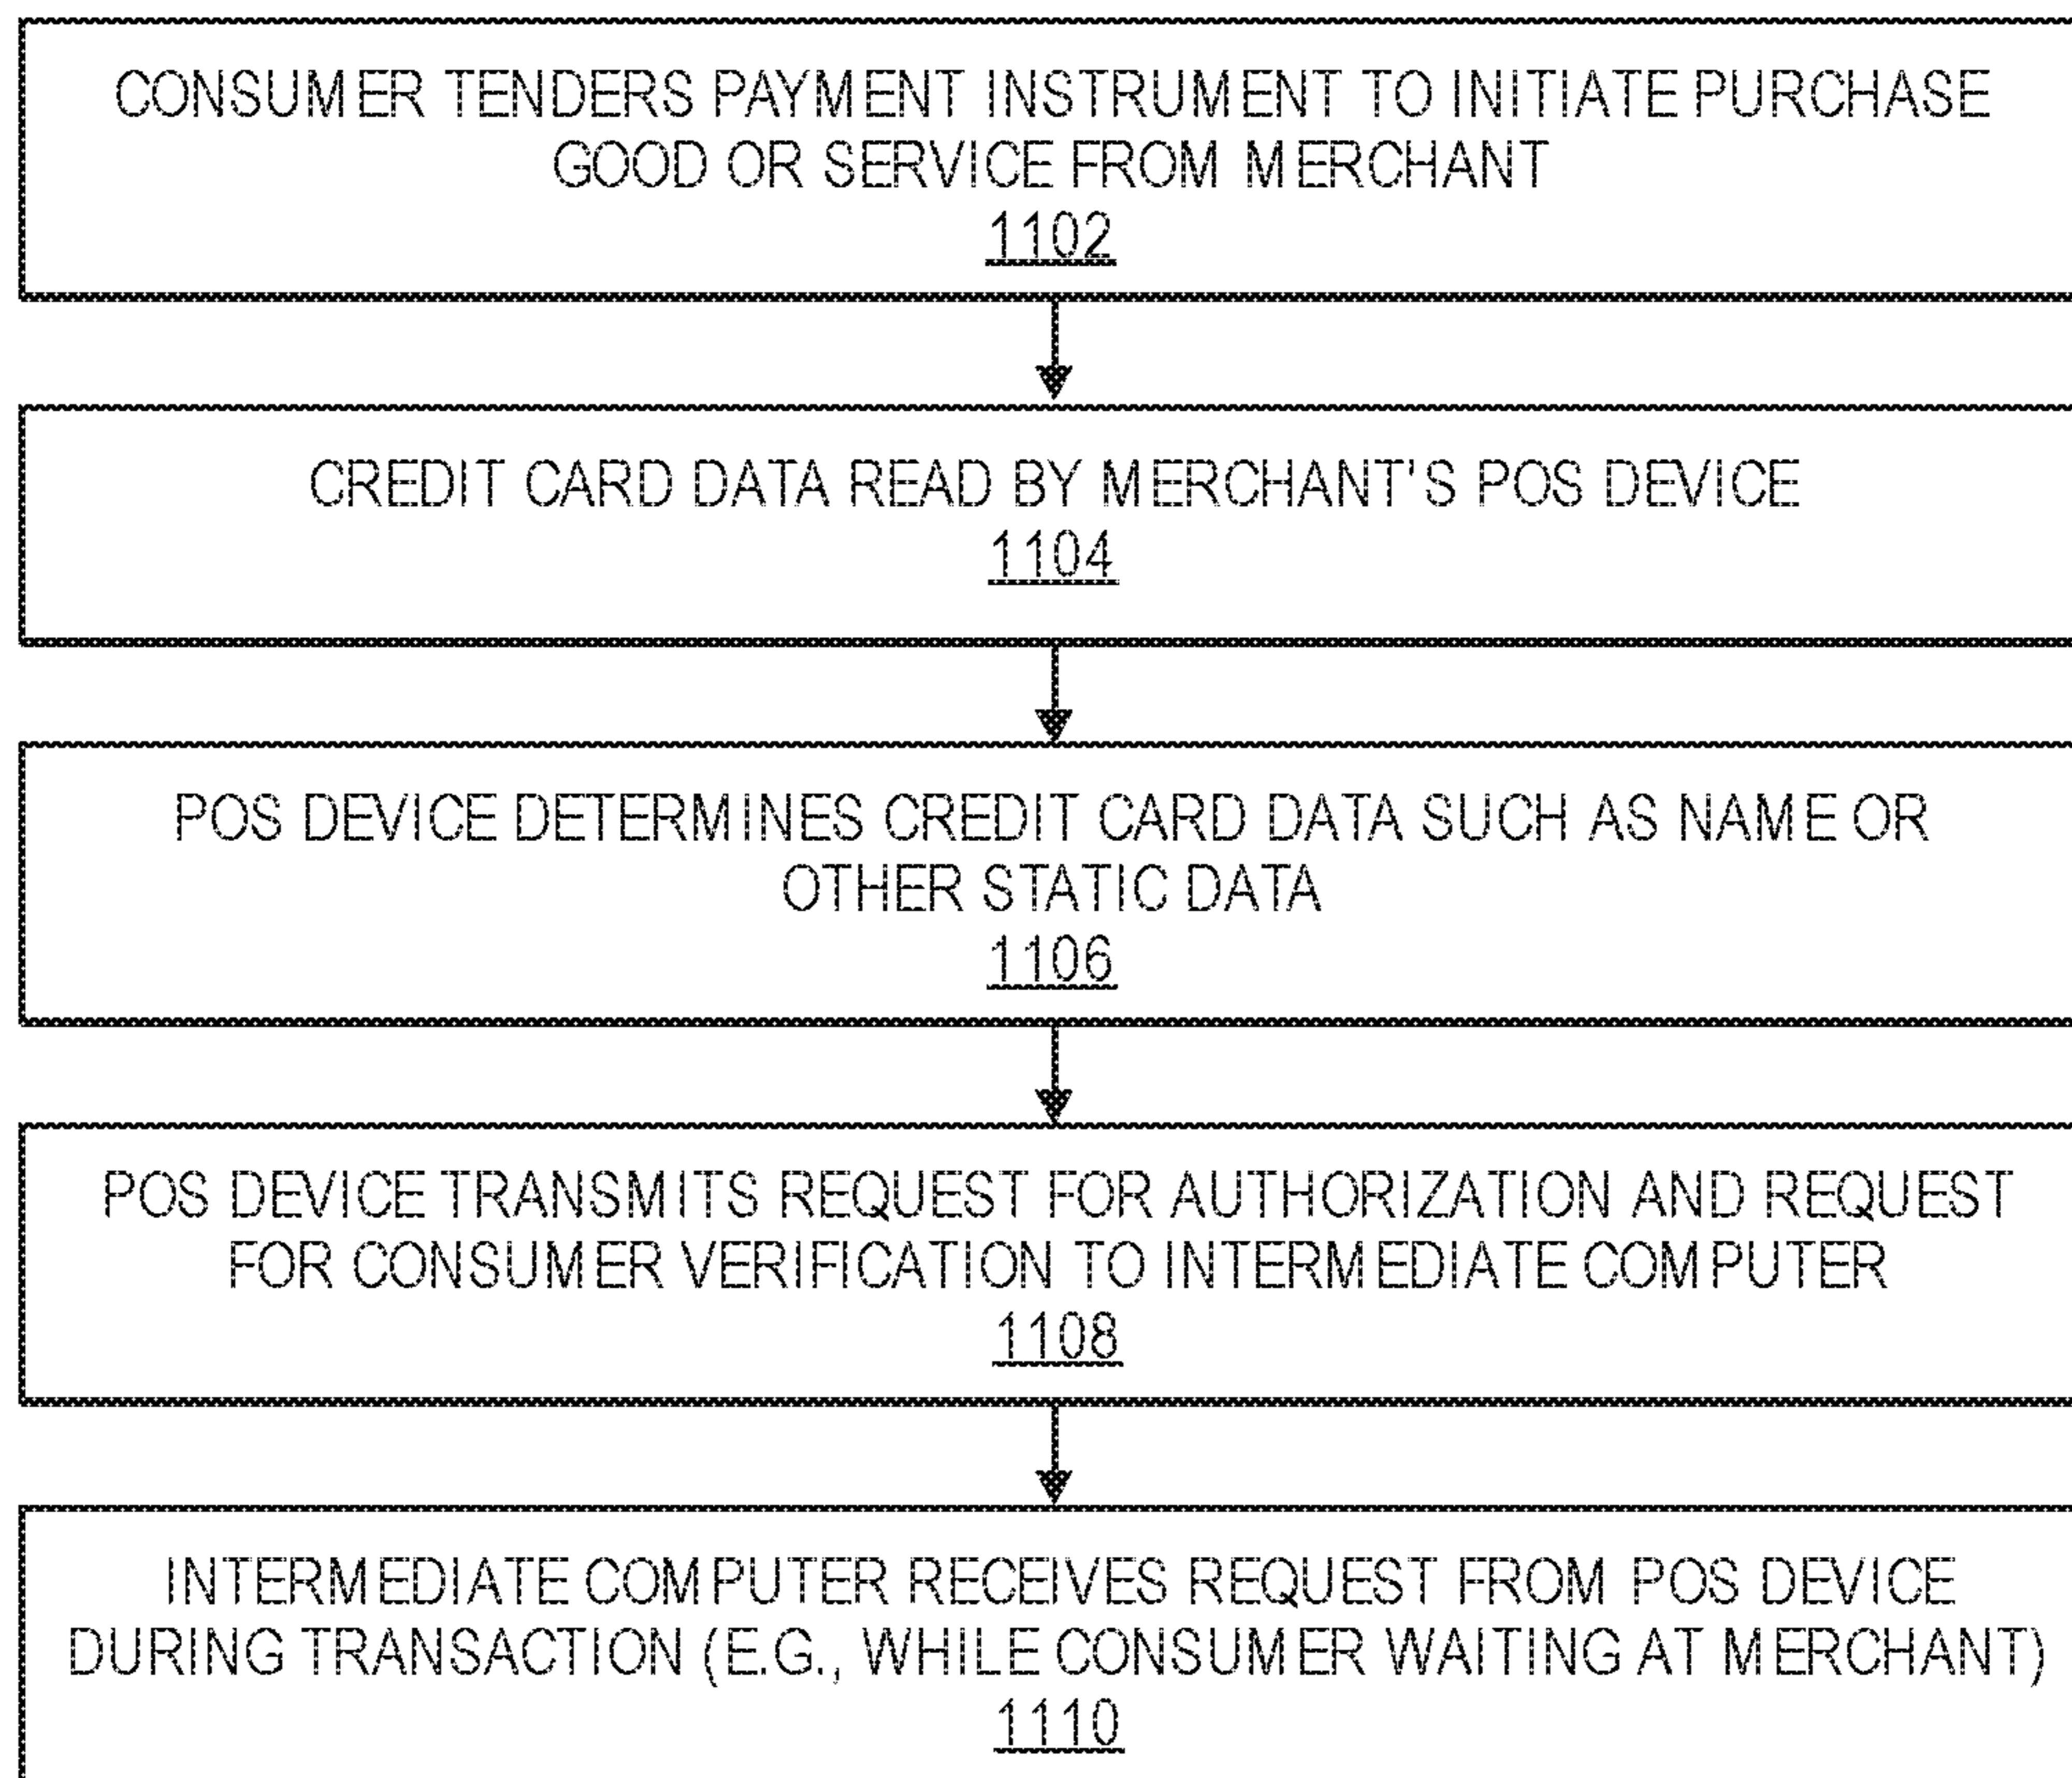 CONSUMER TENDERS PAYMENT INSTRUMENT TO INITIATE PURCHASE
GOOD OR SERVICE FROM MERCHANT
1102
CREDIT CARD DATA READ BY MERCHANT'S POS DEVICE
1104
POS DEVICE DETERMINES CREDIT CARD DATA SUCH AS NAME OR
OTHER STATIC DATA
1106
POS DEVICE TRANSMITS REQUEST FOR AUTHORIZATION AND REQUEST
FOR CONSUMER VERIFICATION TO INTERMEDIATE COMPUTER
1108
INTERMEDIATE COMPUTER RECEIVES REQUEST FROM POS DEVICE
DURING TRANSACTION (E.G., WHILE CONSUMER WAITING AT MERCHANT)
1110